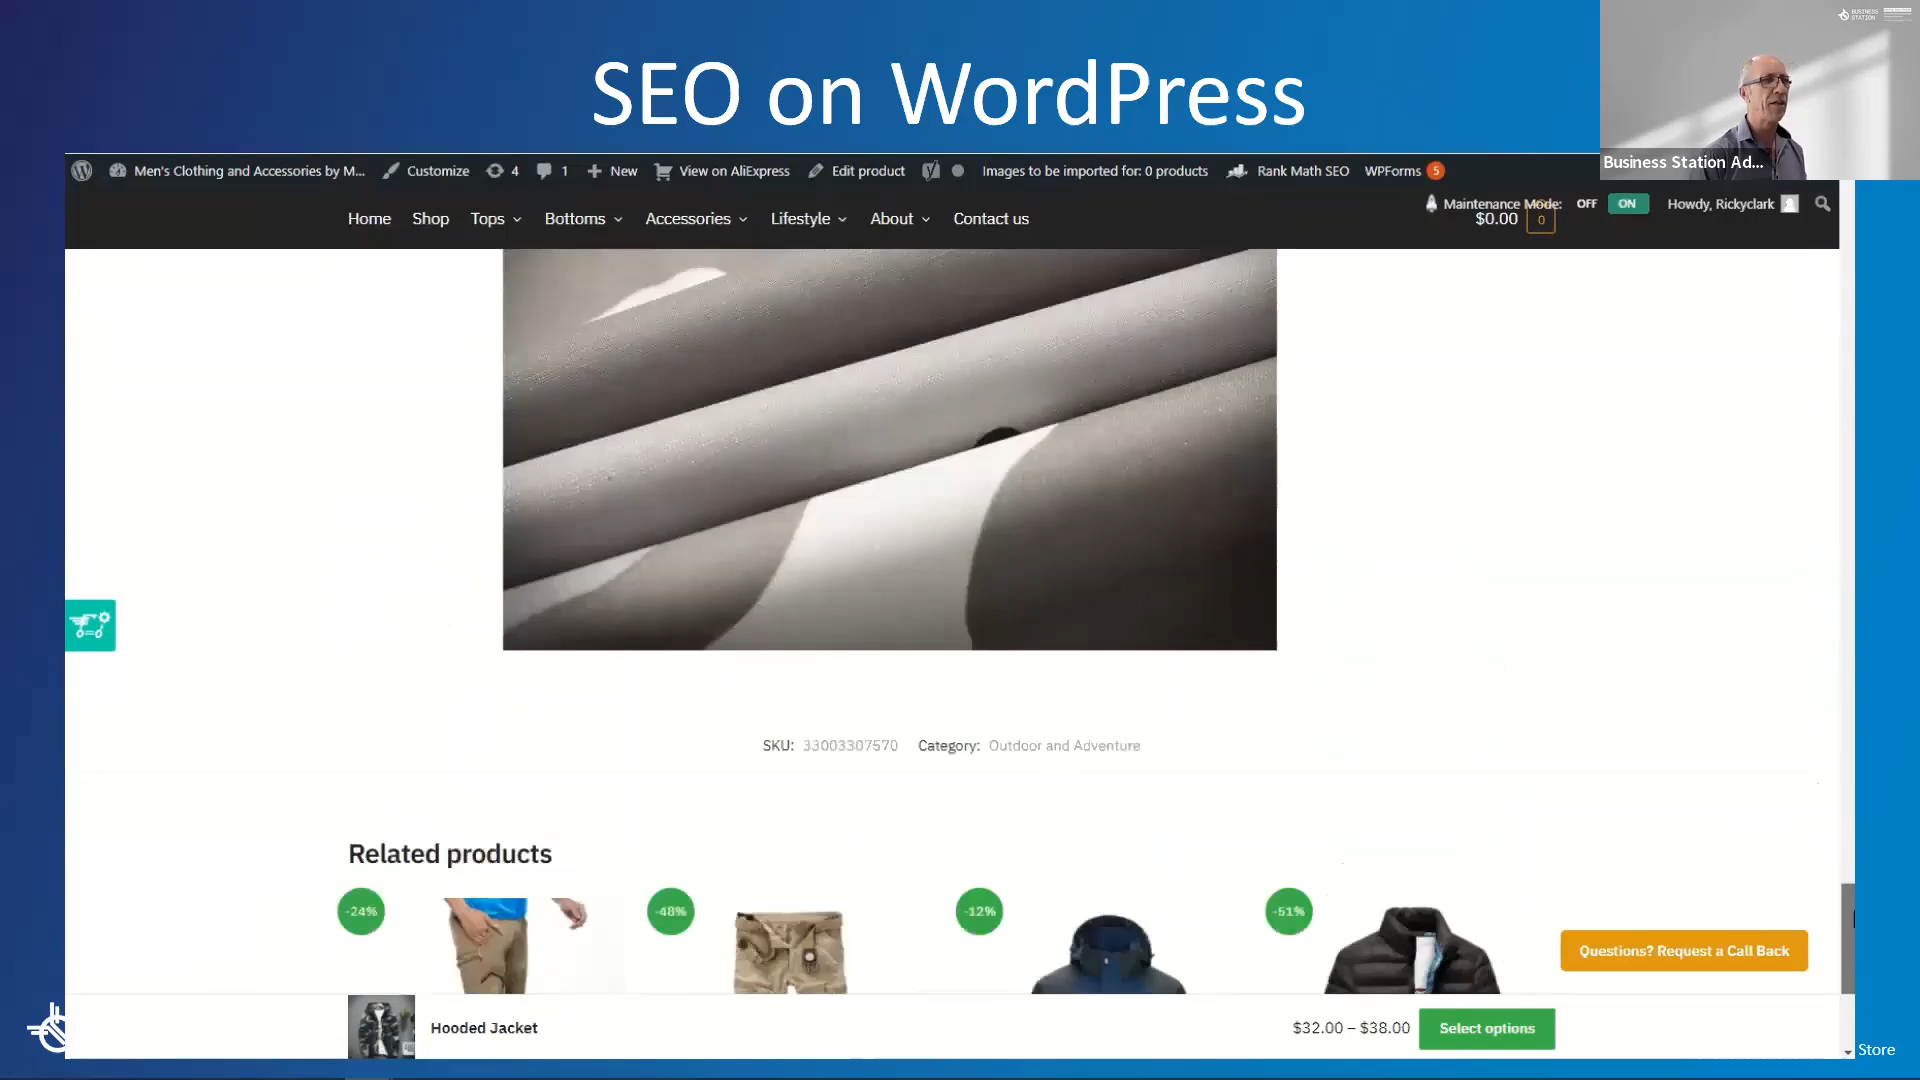 SEO on WordPress
BUSINESS
STATION
Business Station Ad...
Men's Clothing and Accessories by M... Customize 4 1 New View on AliExpress Edit product Images to be imported for: 0 products Rank Math SEO WPForms 5
Maintenance Mode: OFF ON Howdy, Rickyclark
Home Shop Tops Bottoms Accessories Lifestyle About Contact us $0.00 0
SKU: 33003307570 Category: Outdoor and Adventure
Related products
-24% -48% -12% -51%
Questions? Request a Call Back
Hooded Jacket $32.00 – $38.00 Select options
Store